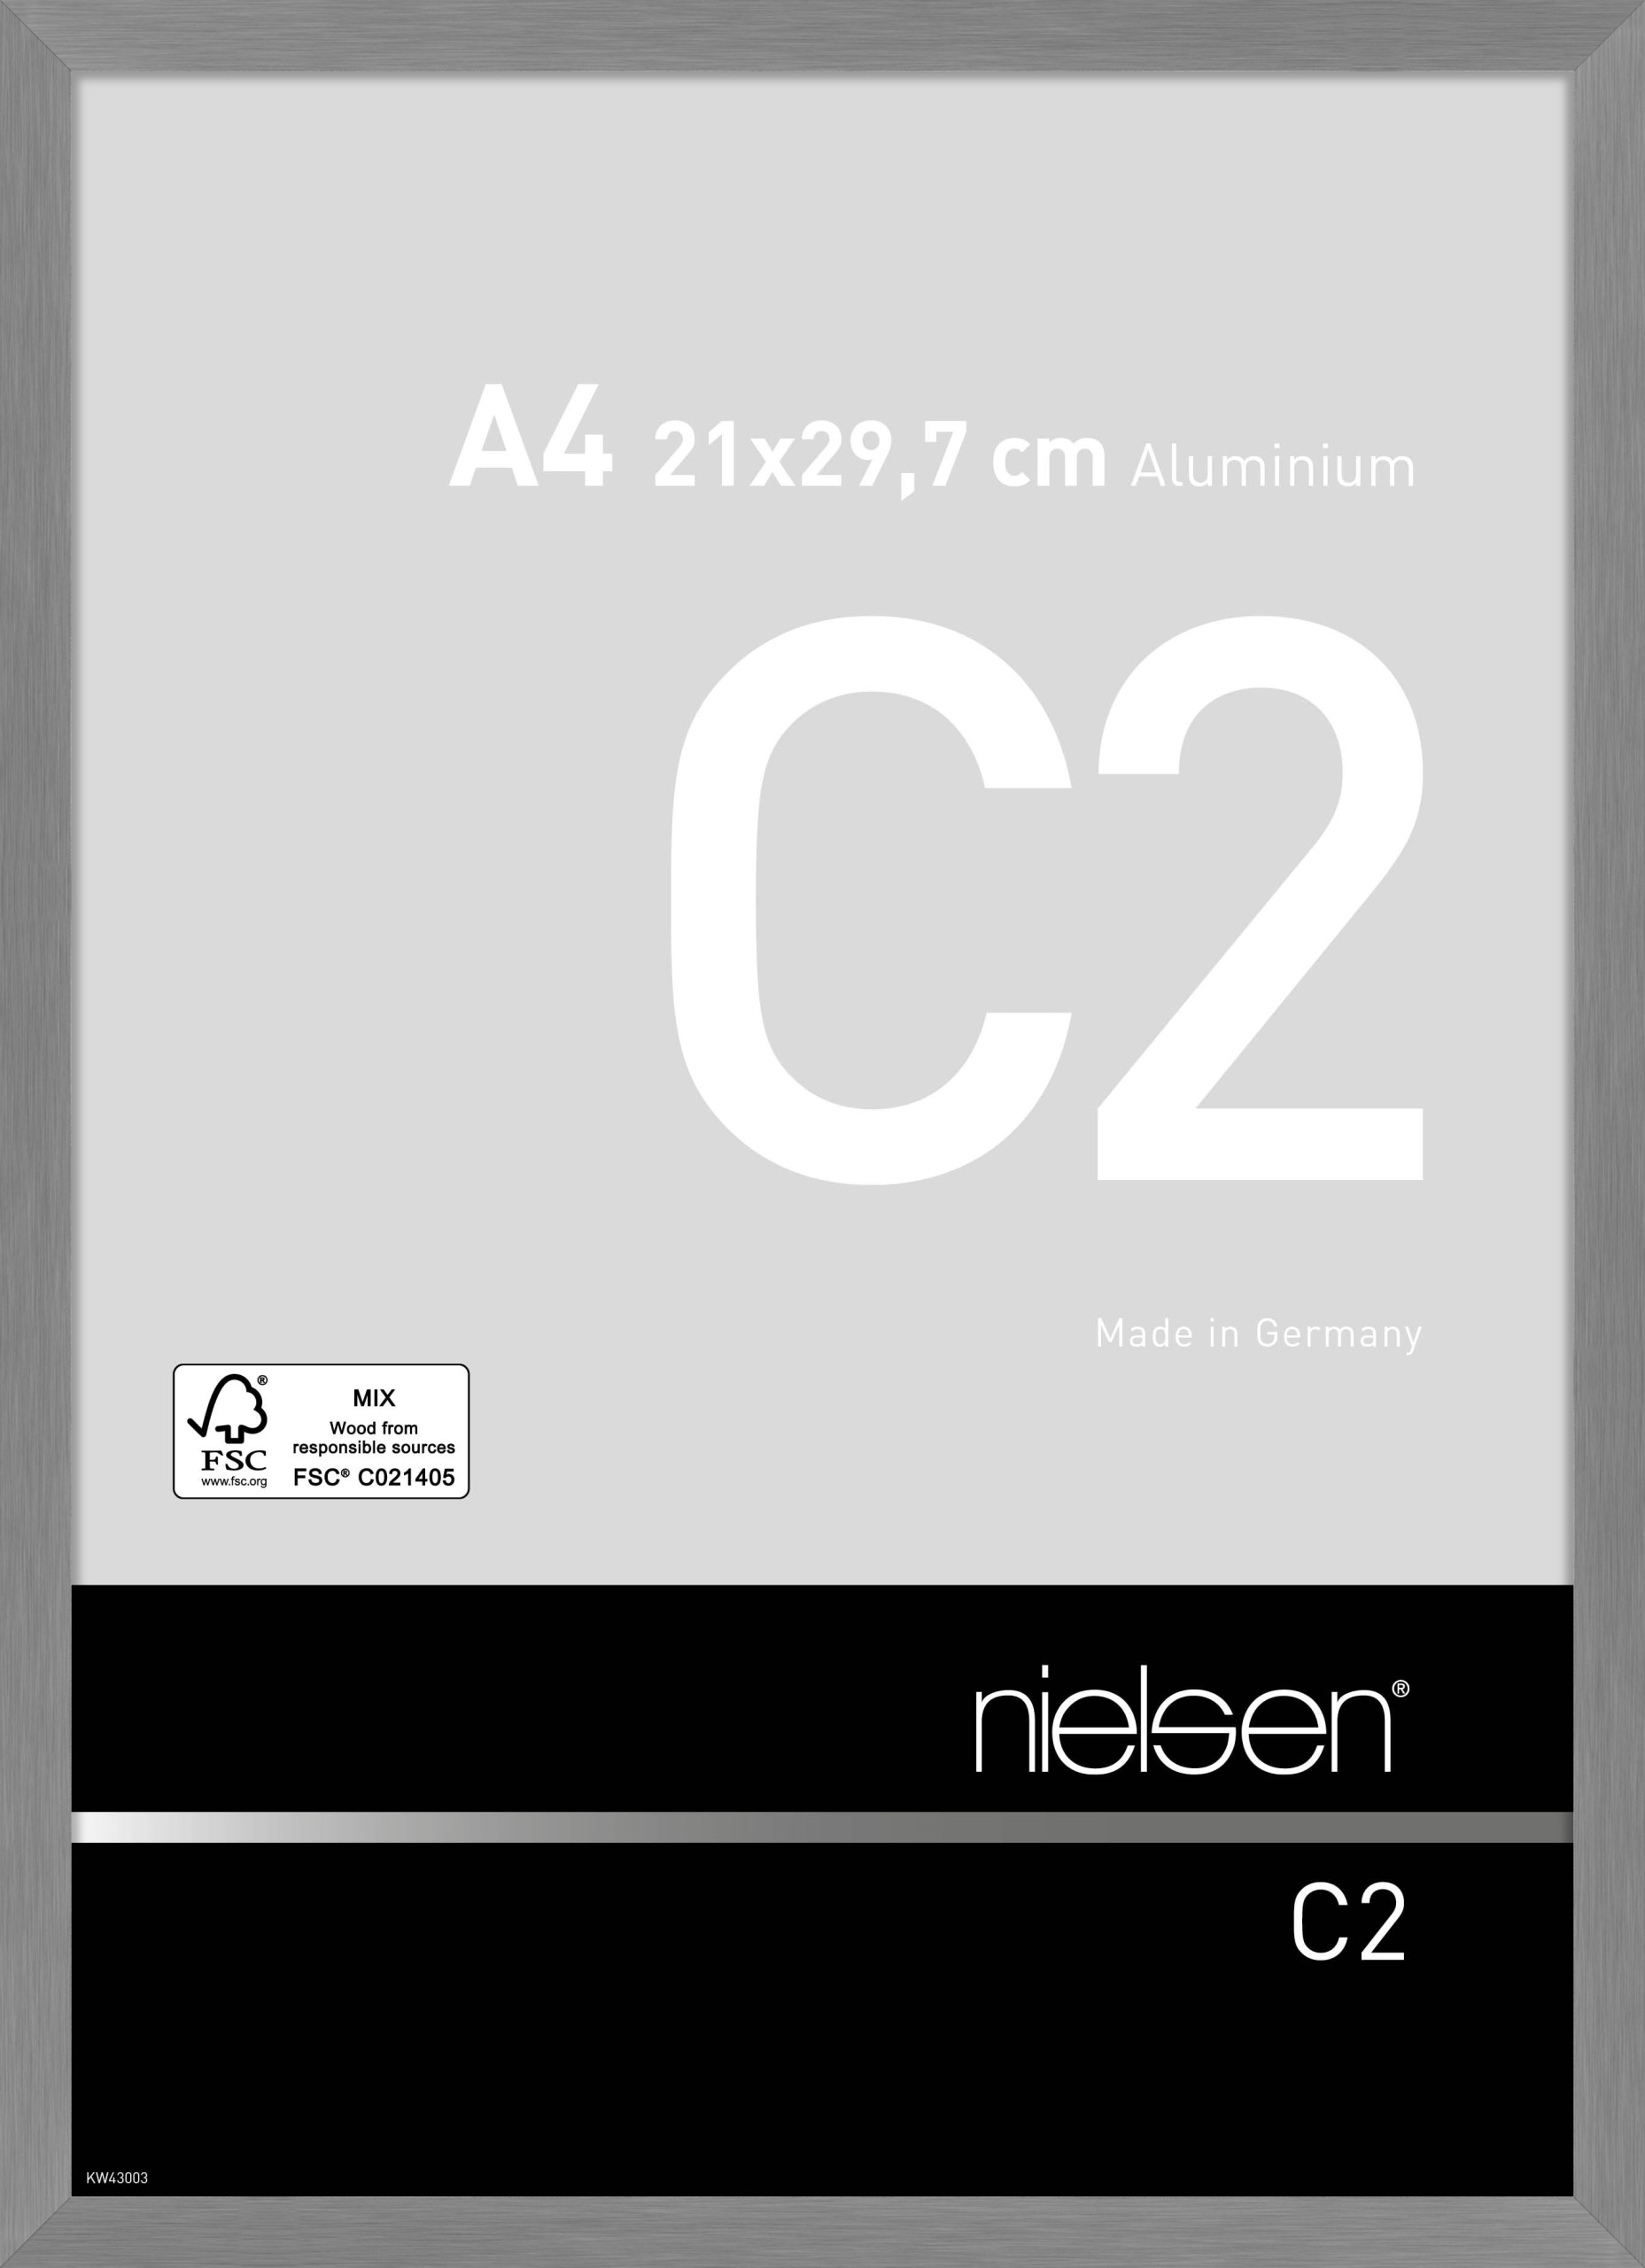 A4 21x29,7 cm Aluminium
C2
Made in Germany
®
MIX
Wood from
responsible sources
FSC
www.fsc.org
FSC® C021405
nielsen®
C2
KW43003